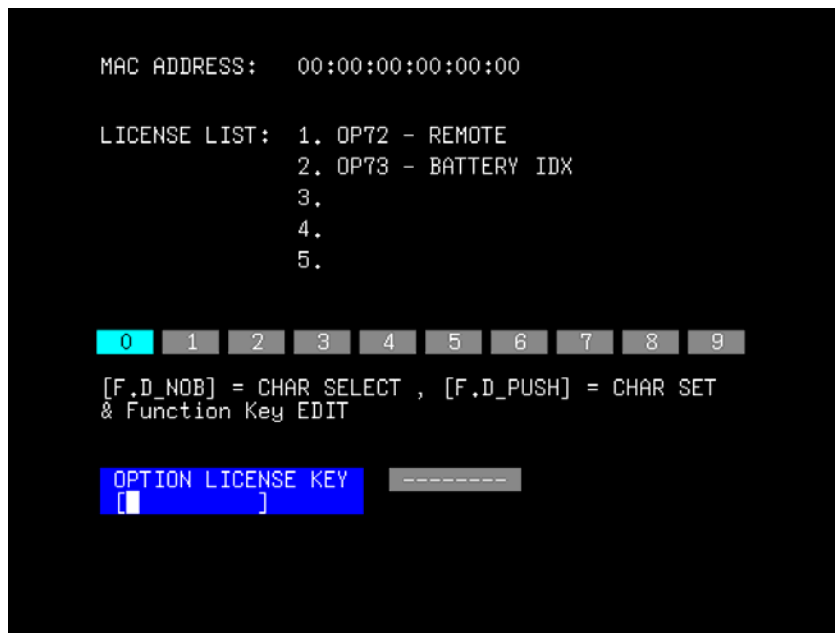 MAC ADDRESS: 00:00:00:00:00:00
LICENSE LIST: 1. OP72 - REMOTE
2. OP73 - BATTERY IDX
3.
4.
5.
0 1 2 3 4 5 6 7 8 9
[F.D_NOB] = CHAR SELECT , [F.D_PUSH] = CHAR SET
& Function Key EDIT
OPTION LICENSE KEY --------
[ ]